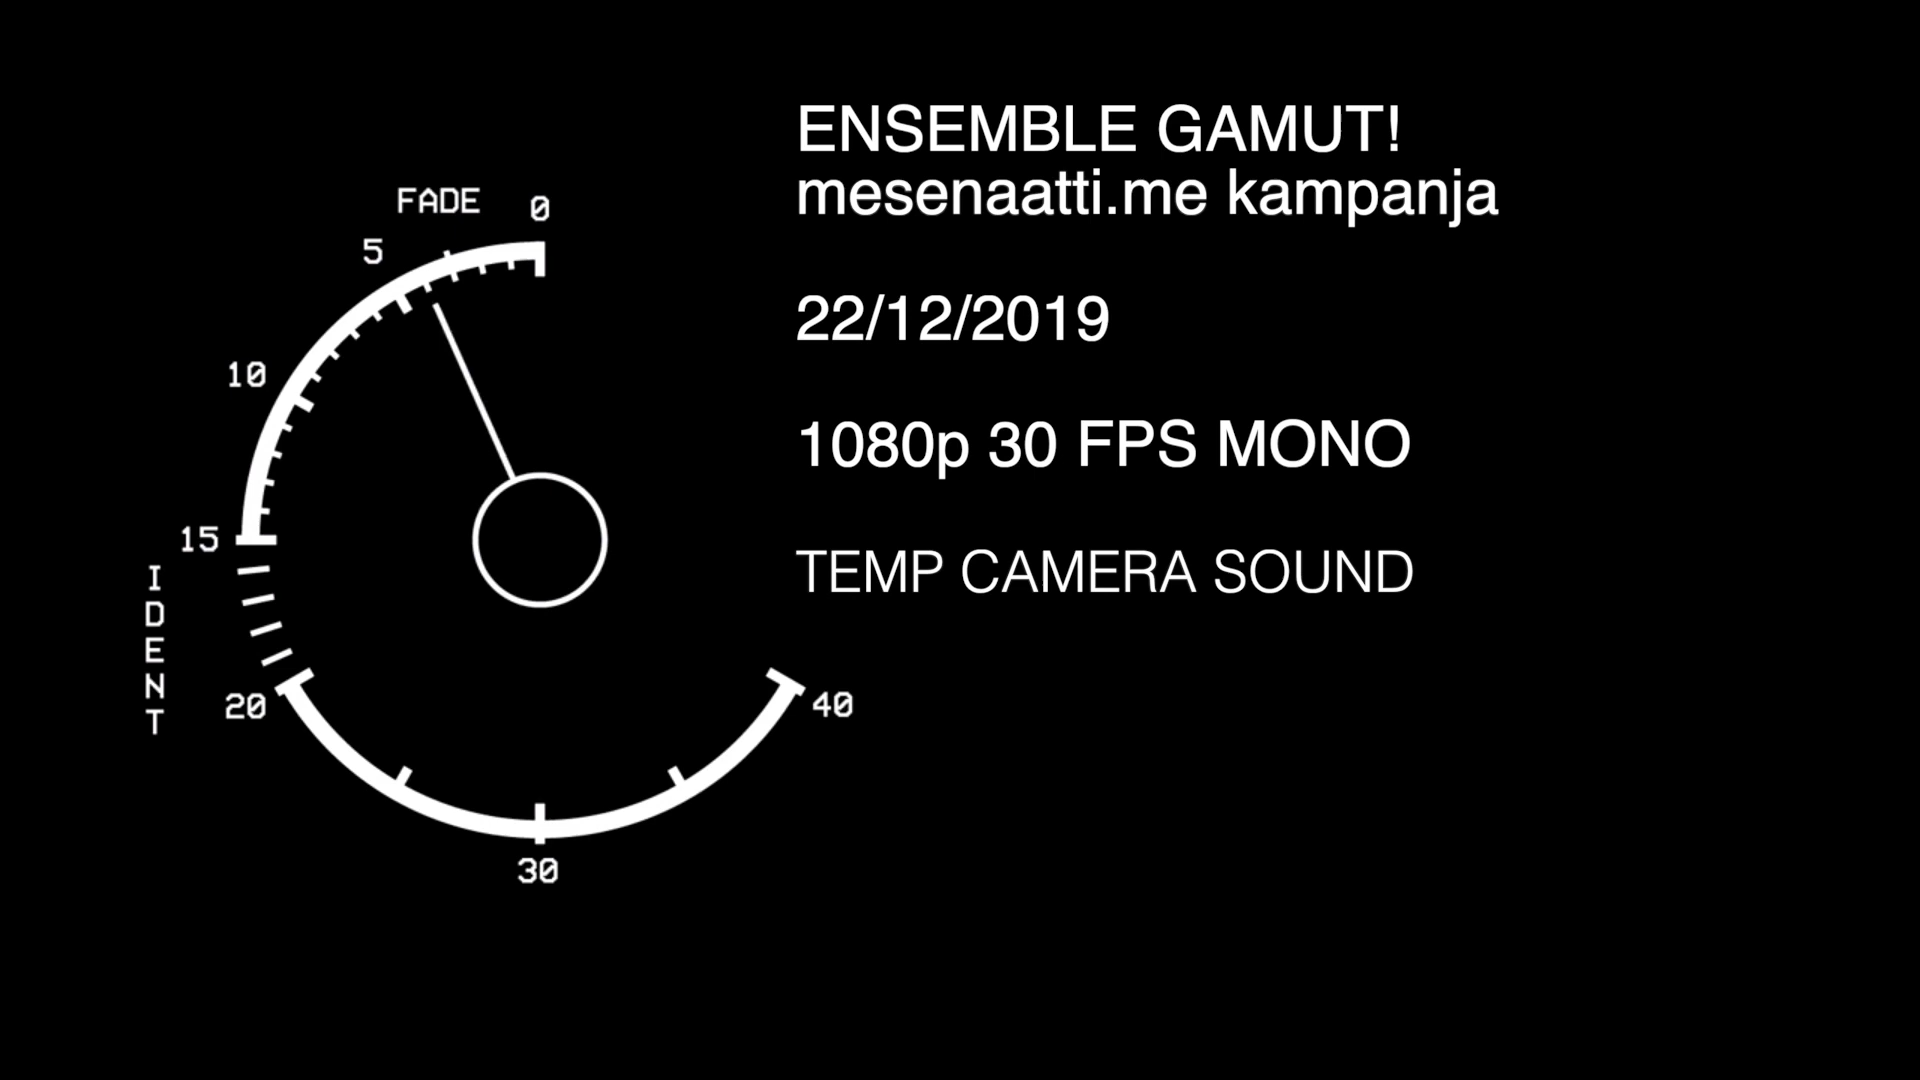 ENSEMBLE GAMUT!
mesenaatti.me kampanja
22/12/2019
1080p 30 FPS MONO
TEMP CAMERA SOUND
FADE
0
5
10
15
IDENT
20
30
40